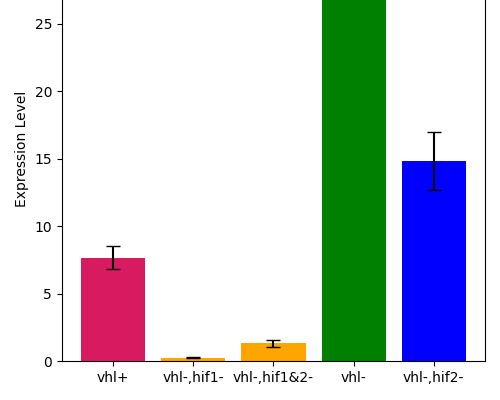 25
20
15
10
5
0
Expression Level
vhl+
vhl-,hif1-
vhl-,hif1&2-
vhl-
vhl-,hif2-